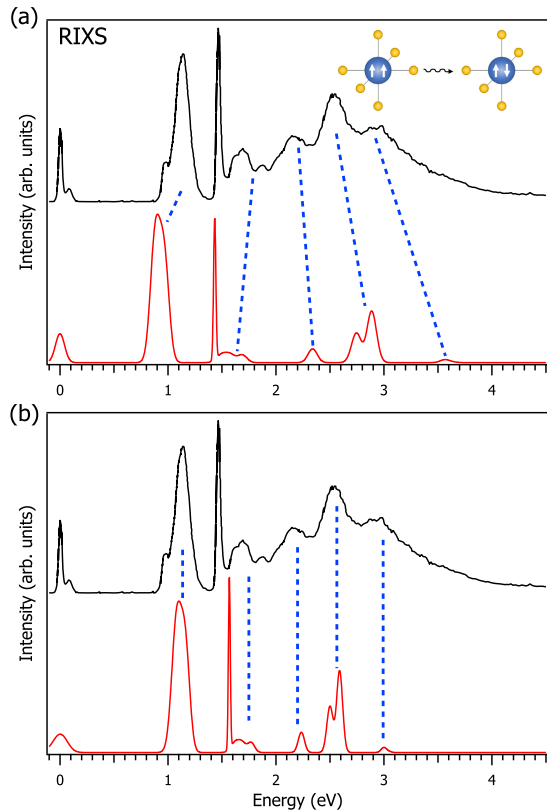 (a)
RIXS
Intensity (arb. units)
0 1 2 3 4
(b)
Intensity (arb. units)
0 1 2 3 4
Energy (eV)